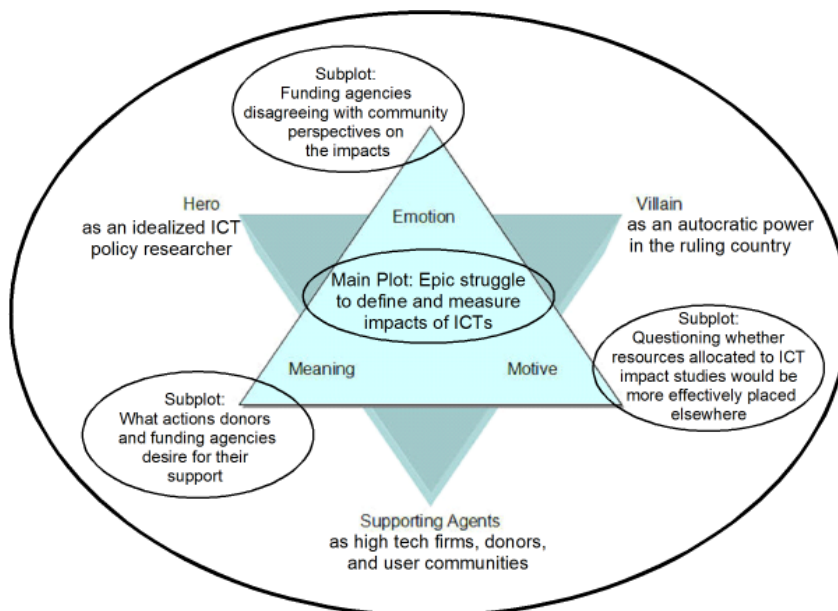 Subplot:
Funding agencies
disagreeing with community
perspectives on
the impacts
Hero
as an idealized ICT
policy researcher
Emotion
Villain
as an autocratic power
in the ruling country
Main Plot: Epic struggle
to define and measure
impacts of ICTs
Meaning
Motive
Subplot:
Questioning whether
resources allocated to ICT
impact studies would be
more effectively placed
elsewhere
Subplot:
What actions donors
and funding agencies
desire for their
support
Supporting Agents
as high tech firms, donors,
and user communities